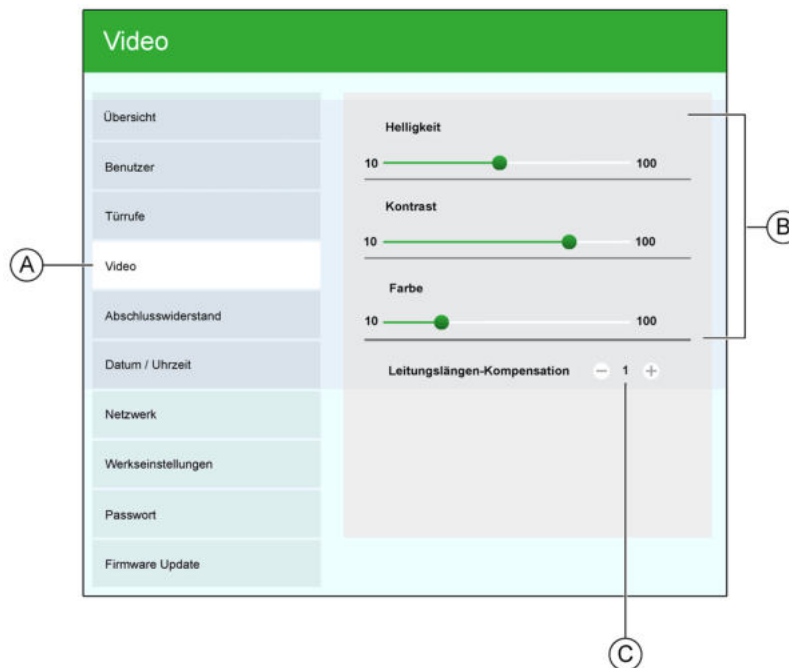 Video
Übersicht
Benutzer
Türrufe
Video
Abschlusswiderstand
Datum / Uhrzeit
Netzwerk
Werkseinstellungen
Passwort
Firmware Update
Helligkeit
10 100
Kontrast
10 100
Farbe
10 100
Leitungslängen-Kompensation − 1 +
A
B
C